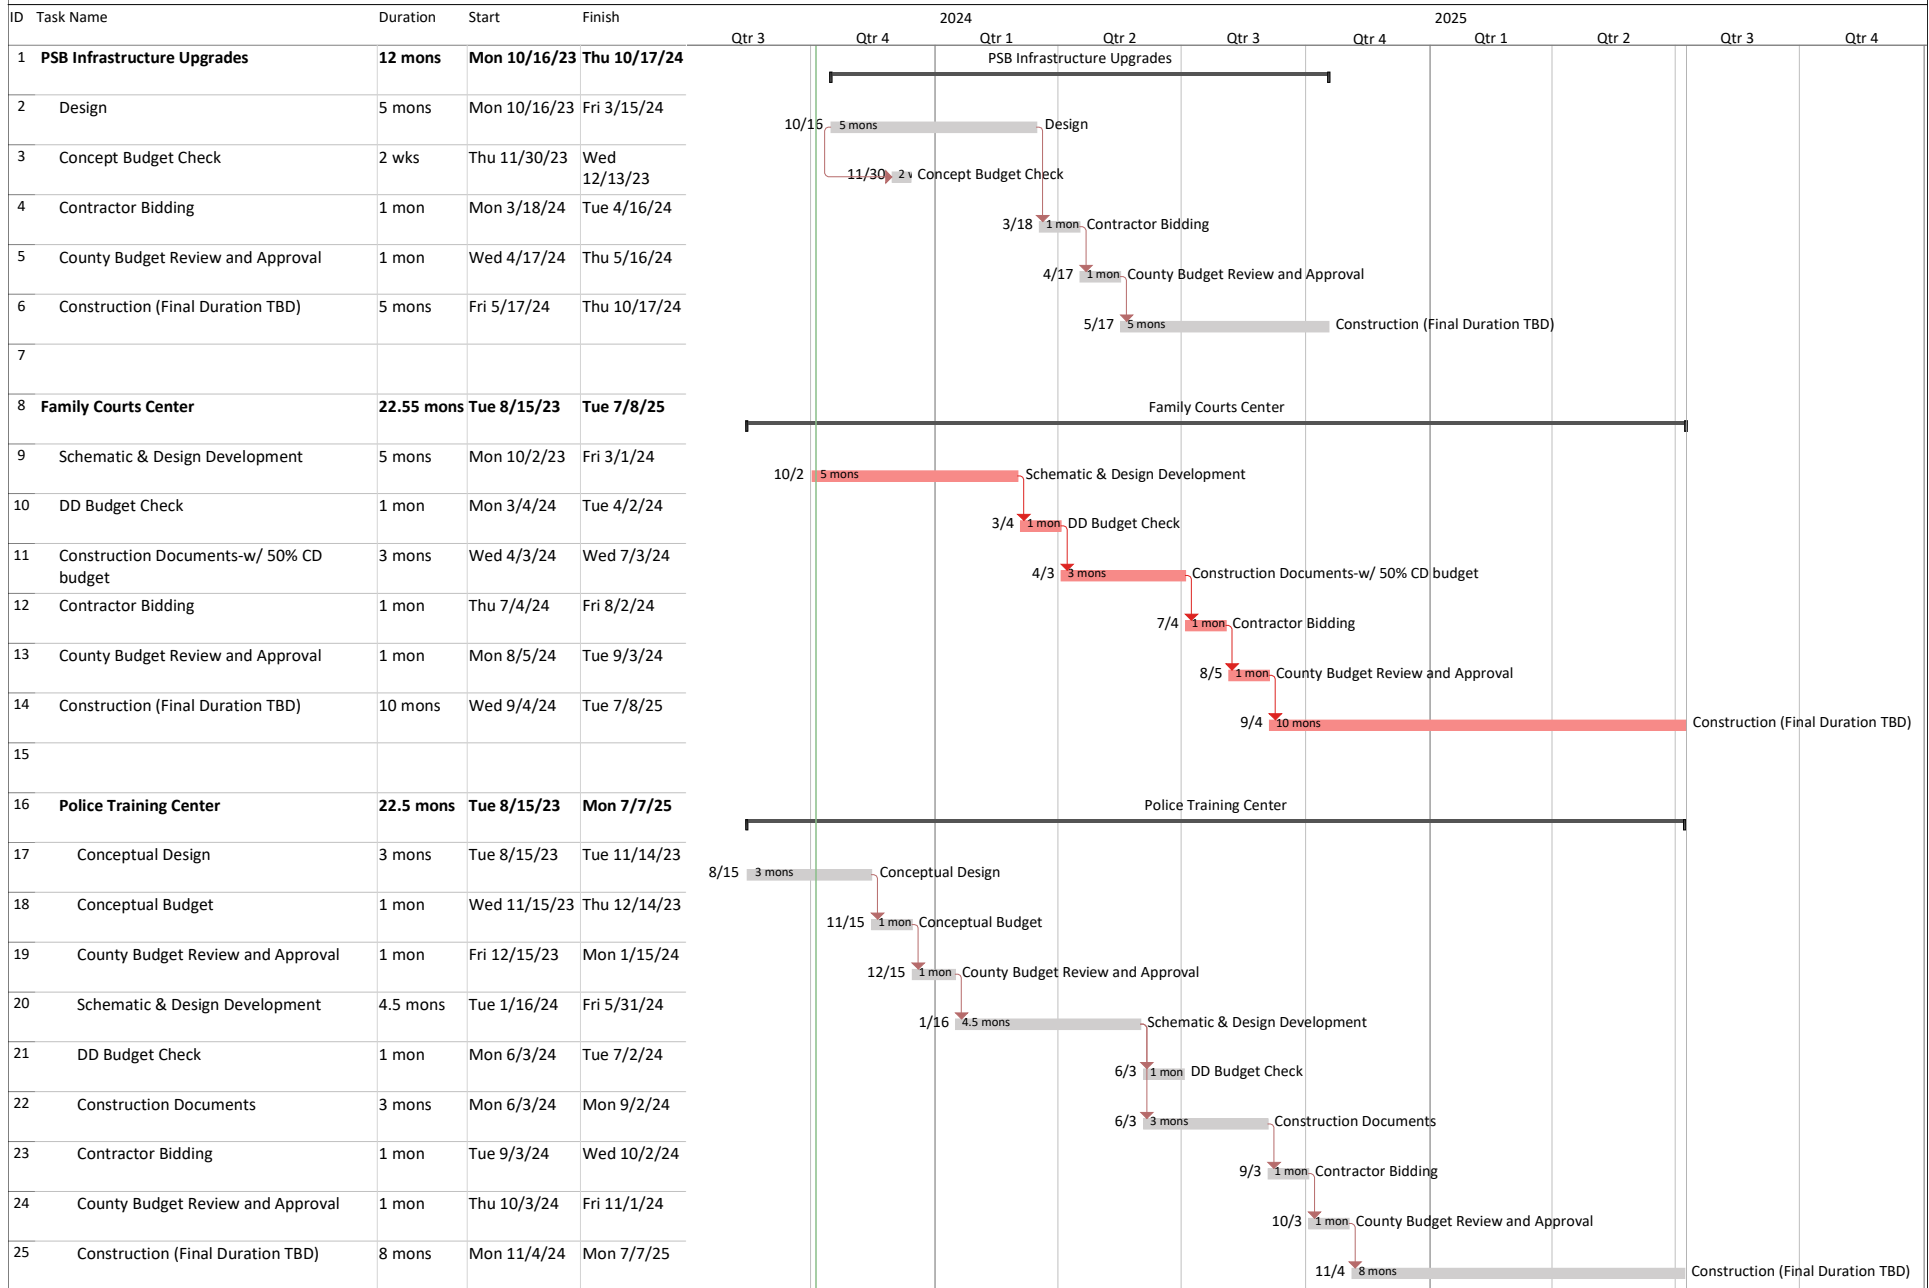 ID Task Name Duration Start Finish 2024 2025
Qtr 3 Qtr 4 Qtr 1 Qtr 2 Qtr 3 Qtr 4 Qtr 1 Qtr 2 Qtr 3 Qtr 4
1 PSB Infrastructure Upgrades 12 mons Mon 10/16/23 Thu 10/17/24 PSB Infrastructure Upgrades
2 Design 5 mons Mon 10/16/23 Fri 3/15/24
10/16 5 mons Design
3 Concept Budget Check 2 wks Thu 11/30/23 Wed
12/13/23
11/30 2 w Concept Budget Check
4 Contractor Bidding 1 mon Mon 3/18/24 Tue 4/16/24
3/18 1 mon Contractor Bidding
5 County Budget Review and Approval 1 mon Wed 4/17/24 Thu 5/16/24
4/17 1 mon County Budget Review and Approval
6 Construction (Final Duration TBD) 5 mons Fri 5/17/24 Thu 10/17/24
5/17 5 mons Construction (Final Duration TBD)
7
8 Family Courts Center 22.55 mons Tue 8/15/23 Tue 7/8/25 Family Courts Center
9 Schematic & Design Development 5 mons Mon 10/2/23 Fri 3/1/24
10/2 5 mons Schematic & Design Development
10 DD Budget Check 1 mon Mon 3/4/24 Tue 4/2/24
3/4 1 mon DD Budget Check
11 Construction Documents-w/ 50% CD 3 mons Wed 4/3/24 Wed 7/3/24
budget
4/3 3 mons Construction Documents-w/ 50% CD budget
12 Contractor Bidding 1 mon Thu 7/4/24 Fri 8/2/24
7/4 1 mon Contractor Bidding
13 County Budget Review and Approval 1 mon Mon 8/5/24 Tue 9/3/24
8/5 1 mon County Budget Review and Approval
14 Construction (Final Duration TBD) 10 mons Wed 9/4/24 Tue 7/8/25
9/4 10 mons Construction (Final Duration TBD)
15
16 Police Training Center 22.5 mons Tue 8/15/23 Mon 7/7/25 Police Training Center
17 Conceptual Design 3 mons Tue 8/15/23 Tue 11/14/23
8/15 3 mons Conceptual Design
18 Conceptual Budget 1 mon Wed 11/15/23 Thu 12/14/23
11/15 1 mon Conceptual Budget
19 County Budget Review and Approval 1 mon Fri 12/15/23 Mon 1/15/24
12/15 1 mon County Budget Review and Approval
20 Schematic & Design Development 4.5 mons Tue 1/16/24 Fri 5/31/24
1/16 4.5 mons Schematic & Design Development
21 DD Budget Check 1 mon Mon 6/3/24 Tue 7/2/24
6/3 1 mon DD Budget Check
22 Construction Documents 3 mons Mon 6/3/24 Mon 9/2/24
6/3 3 mons Construction Documents
23 Contractor Bidding 1 mon Tue 9/3/24 Wed 10/2/24
9/3 1 mon Contractor Bidding
24 County Budget Review and Approval 1 mon Thu 10/3/24 Fri 11/1/24
10/3 1 mon County Budget Review and Approval
25 Construction (Final Duration TBD) 8 mons Mon 11/4/24 Mon 7/7/25
11/4 8 mons Construction (Final Duration TBD)